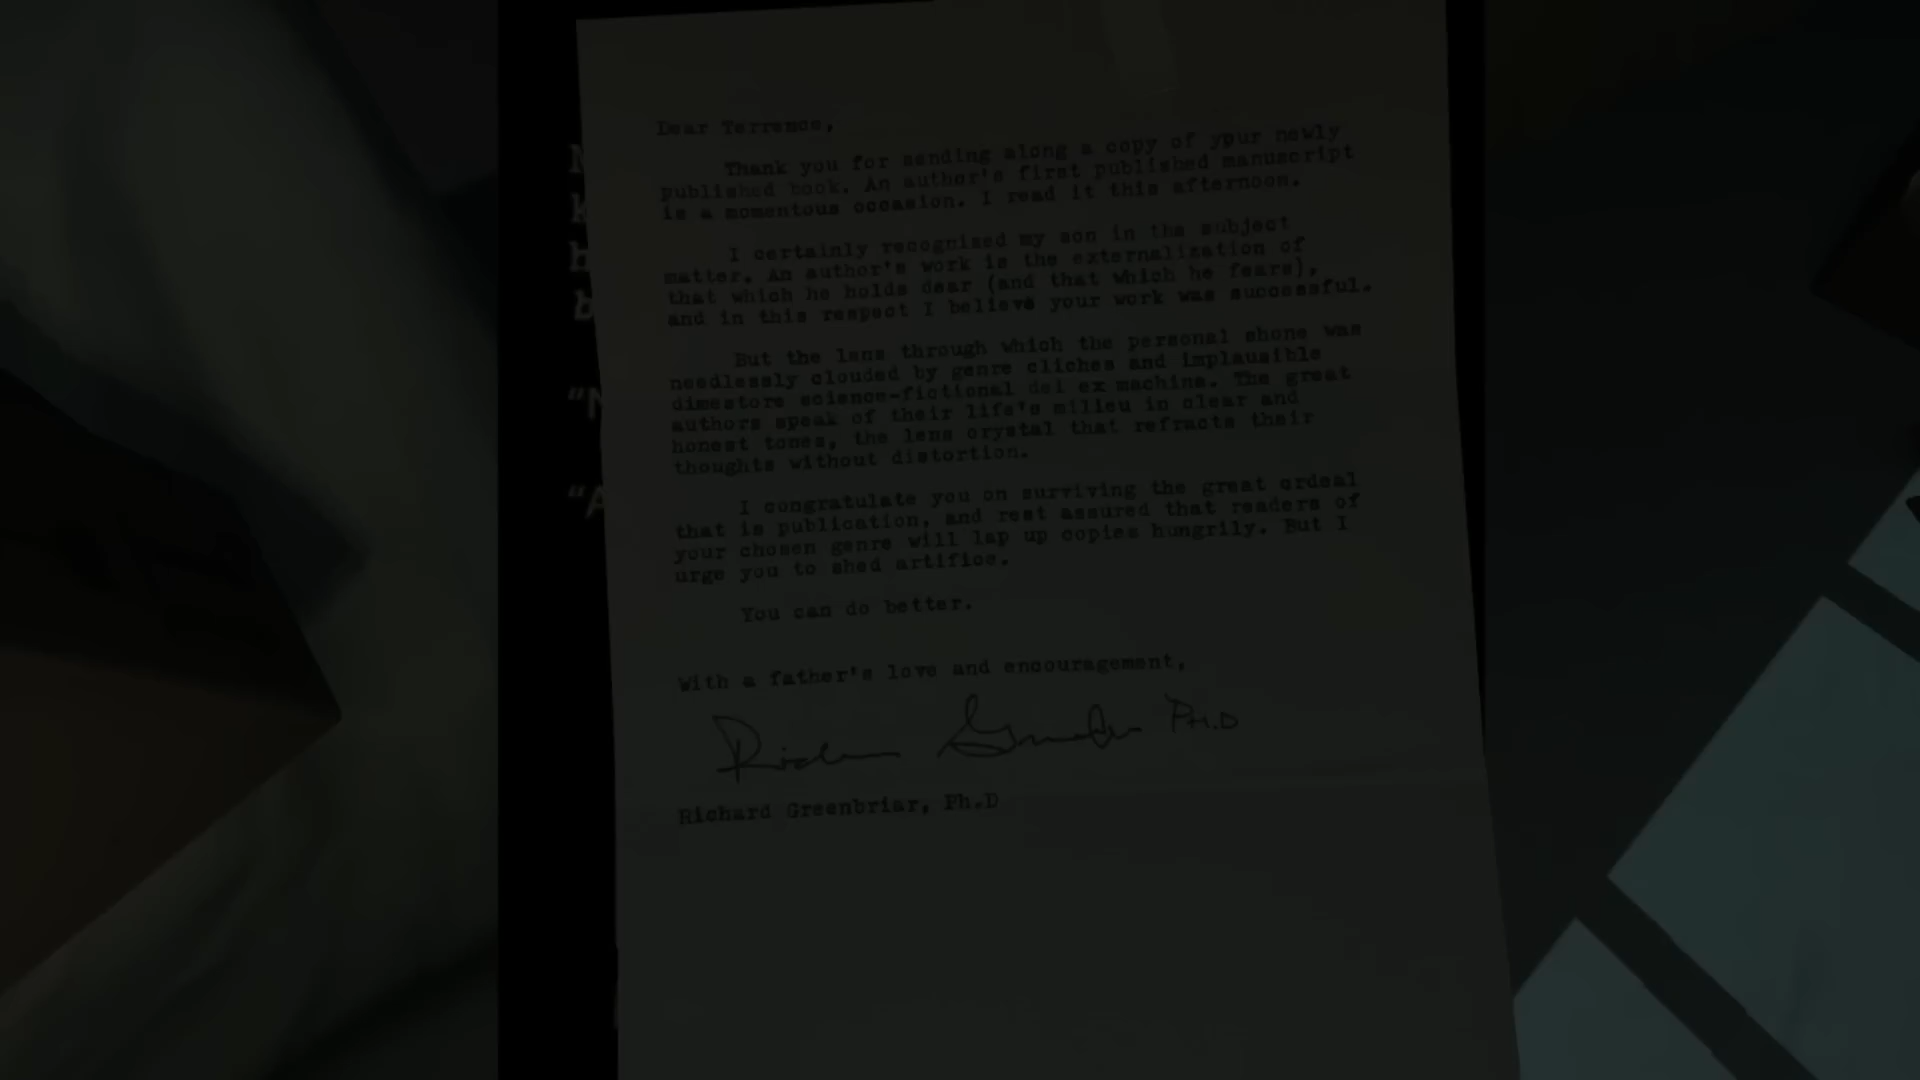 Dear Terrence,
Thank you for sending along a copy of your newly
published book. An author's first published manuscript
is a momentous occasion. I read it this afternoon.
I certainly recognized my son in the subject
matter. An author's work is the externalization of
that which he holds dear (and that which he fears),
and in this respect I believe your work was successful.
But the lens through which the personal shone was
needlessly clouded by genre cliches and implausible
dimestore science-fictional dei ex machina. The great
authors speak of their life's milieu in clear and
honest tones, the lens crystal that refracts their
thoughts without distortion.
I congratulate you on surviving the great ordeal
that is publication, and rest assured that readers of
your chosen genre will lap up copies hungrily. But I
urge you to shed artifice.
You can do better.
With a father's love and encouragement,
Richard Greenbriar, Ph.D